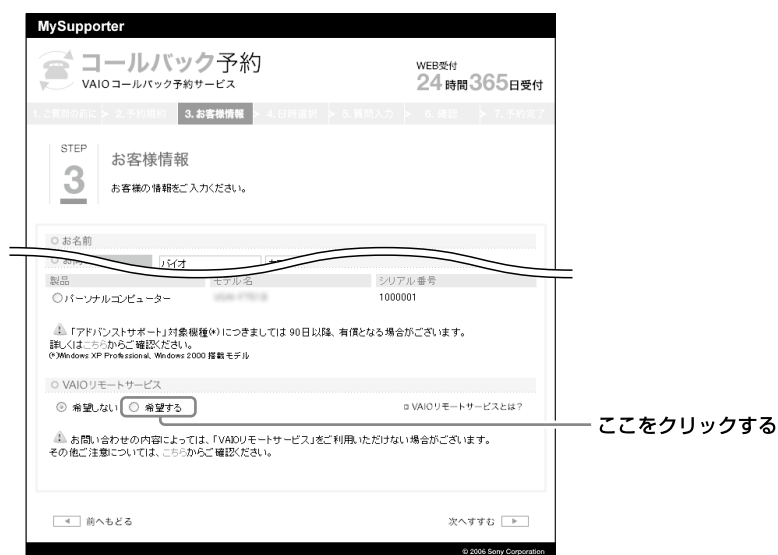 MySupporter
コールバック予約
VAIOコールバック予約サービス
WEB受付
24時間365日受付
1.ご質問の前に > 2.予約規約 3.お客様情報 > 4.日時選択 > 5.質問入力 > 6.確認 > 7.予約完了
STEP
3
お客様情報
お客様の情報をご入力ください。
お名前
バイオ
製品 モデル名 シリアル番号
パーソナルコンピューター 1000001
「アドバンストサポート」対象機種(*)につきましては90日以降、有償となる場合がございます。
詳しくはこちらからご確認ください。
(*)Windows XP Professional, Windows 2000 搭載モデル
VAIOリモートサービス
希望しない 希望する VAIOリモートサービスとは?
お問い合わせの内容によっては、「VAIOリモートサービス」をご利用いただけない場合がございます。
その他ご注意については、こちらからご確認ください。
ここをクリックする
前へもどる 次へすすむ
© 2006 Sony Corporation